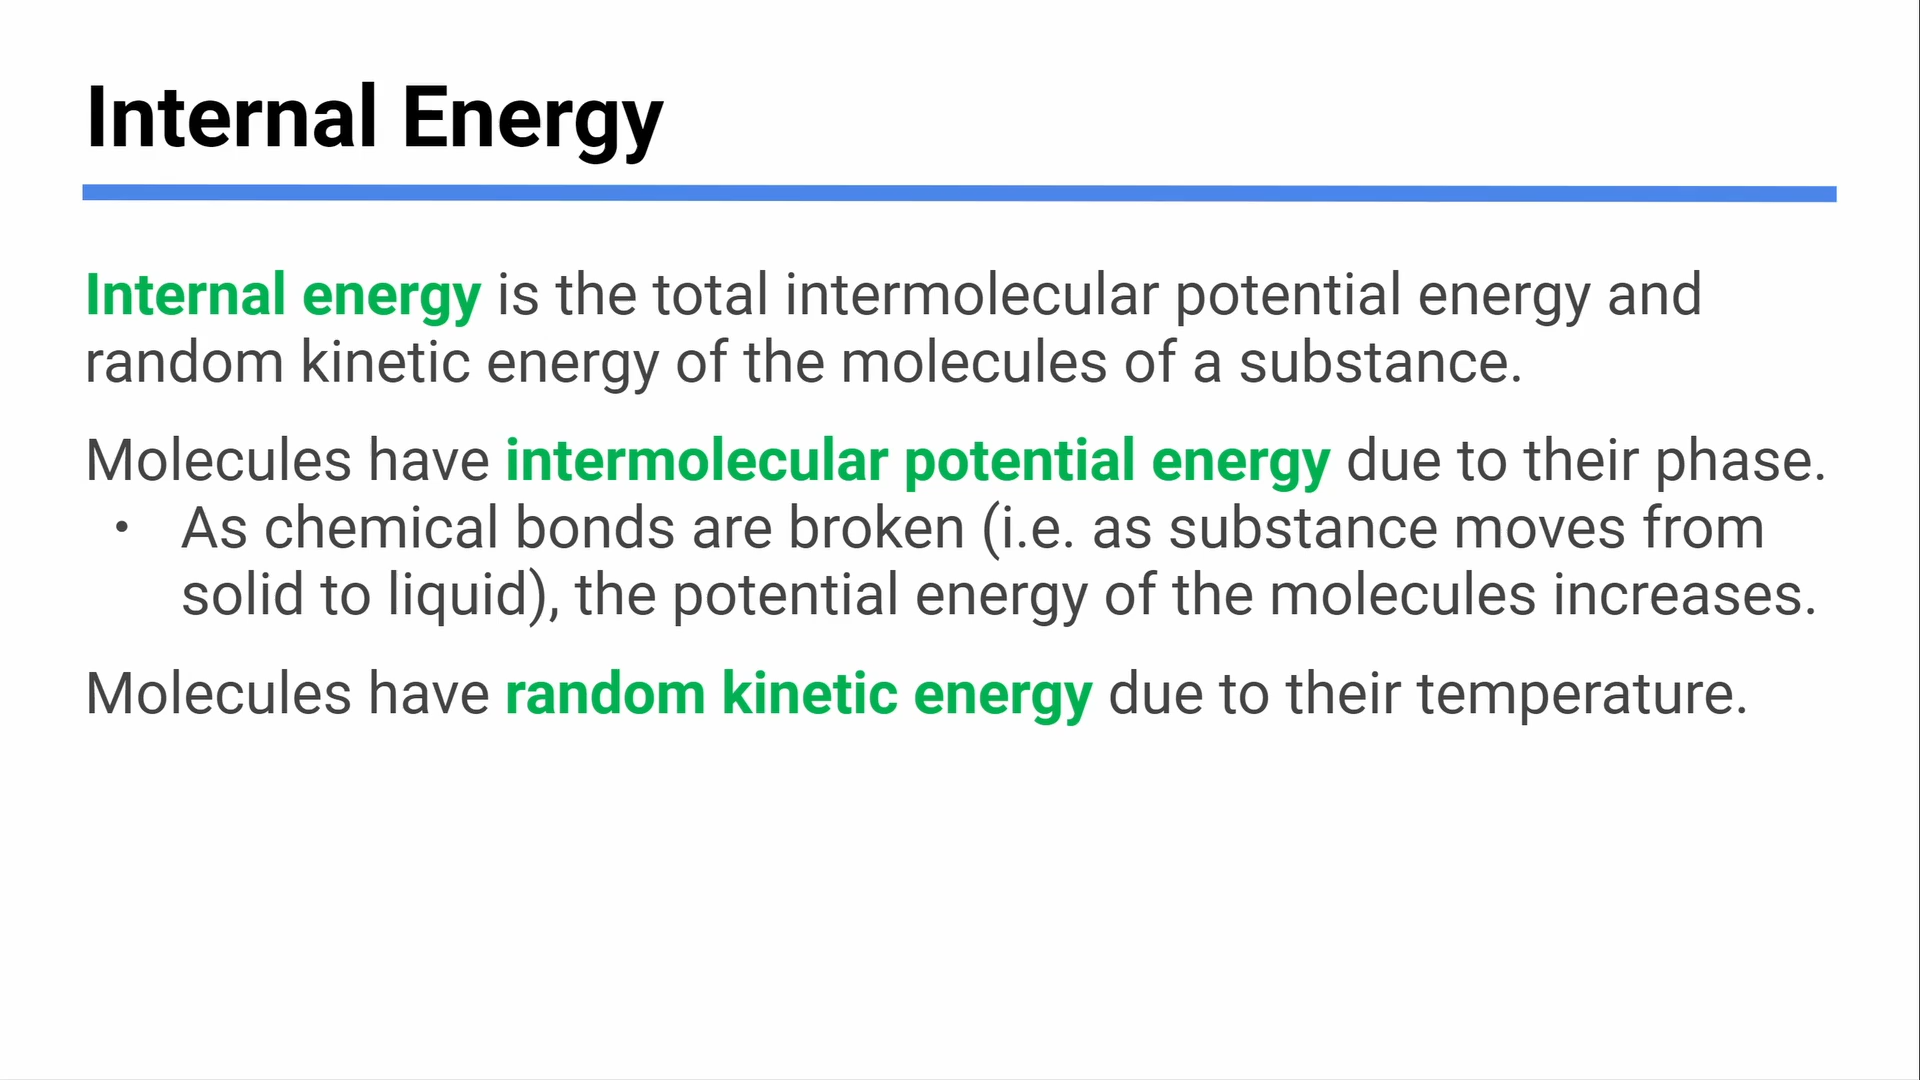 Internal Energy
Internal energy is the total intermolecular potential energy and
random kinetic energy of the molecules of a substance.
Molecules have intermolecular potential energy due to their phase.
• As chemical bonds are broken (i.e. as substance moves from
solid to liquid), the potential energy of the molecules increases.
Molecules have random kinetic energy due to their temperature.